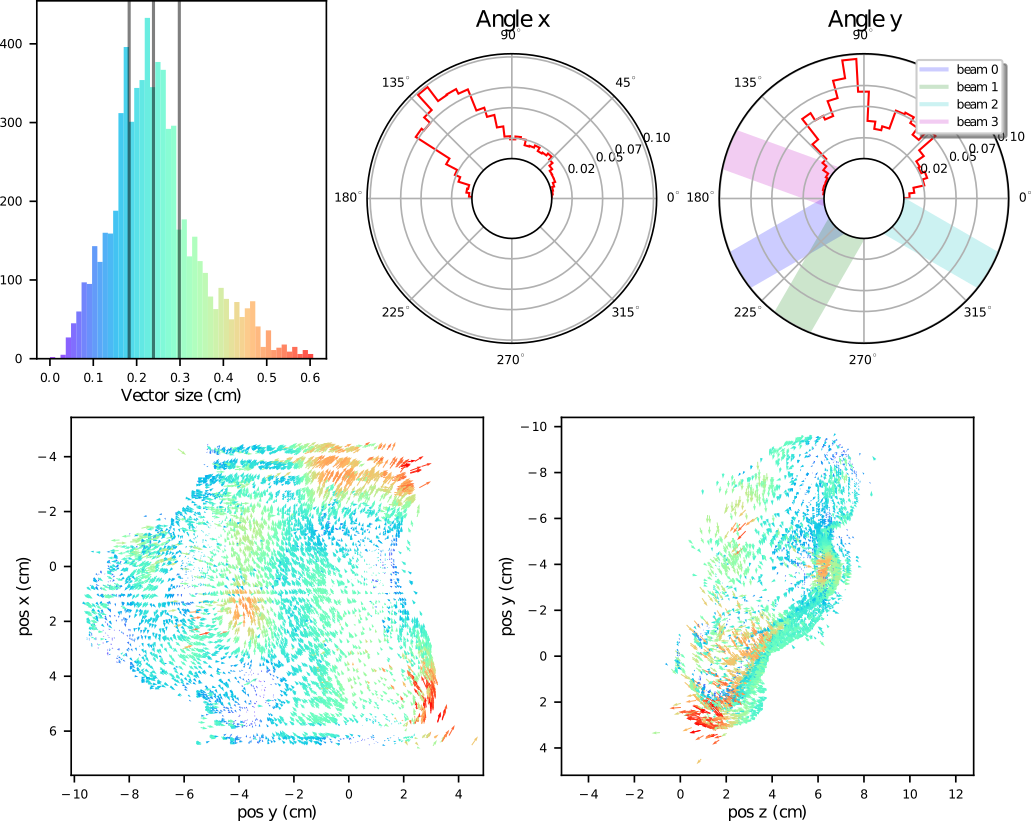 400
300
200
100
0
0.0 0.1 0.2 0.3 0.4 0.5 0.6
Vector size (cm)
Angle x
90°
135° 45°
0.10
0.07
0.05
0.02
180° 0°
225° 315°
270°
Angle y
90°
135°
beam 0
beam 1
beam 2
beam 3
0.10
0.07
0.05
0.02
180° 0°
225° 315°
270°
−4
−2
0
2
4
6
pos x (cm)
−10 −8 −6 −4 −2 0 2 4
pos y (cm)
−10
−8
−6
−4
−2
0
2
4
pos y (cm)
−4 −2 0 2 4 6 8 10 12
pos z (cm)